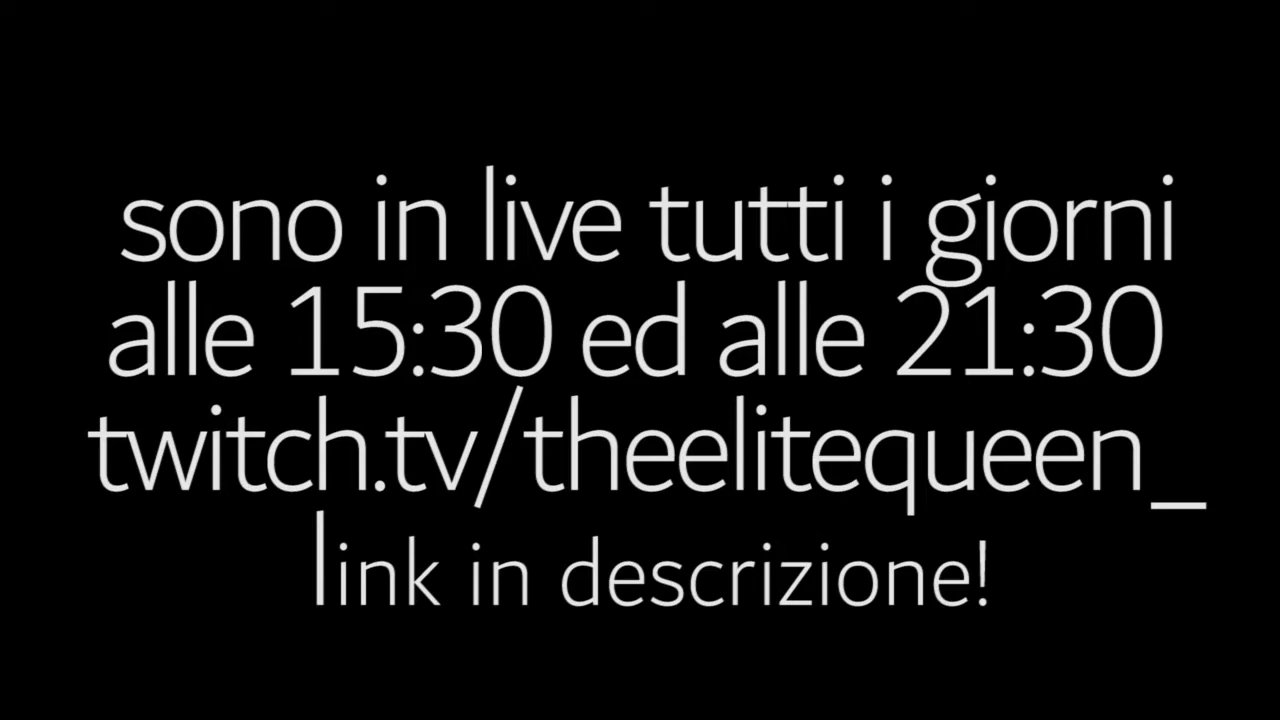 sono in live tutti i giorni
alle 15:30 ed alle 21:30
twitch.tv/theelitequeen_
link in descrizione!